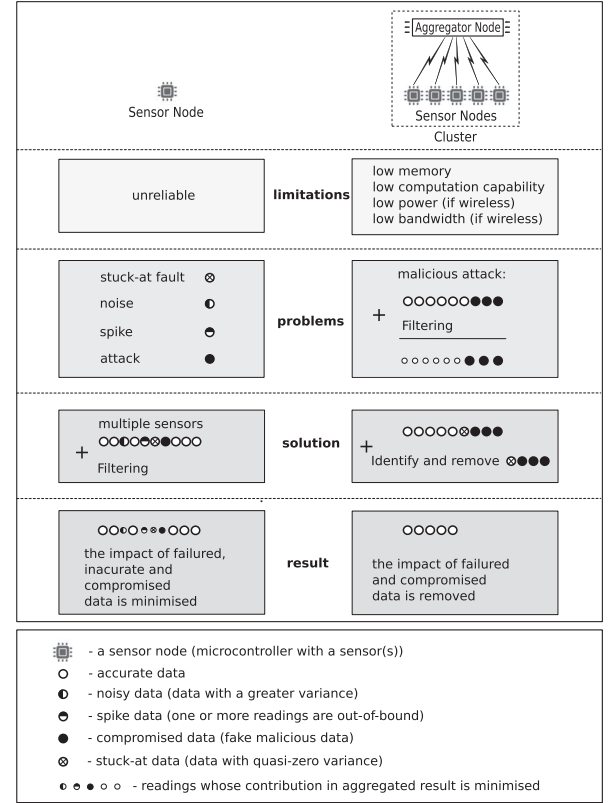 Aggregator Node
Sensor Node
Sensor Nodes
Cluster
unreliable
limitations
low memory
low computation capability
low power (if wireless)
low bandwidth (if wireless)
stuck-at fault
noise
spike
attack
problems
malicious attack:
+
Filtering
multiple sensors
+
Filtering
solution
+
Identify and remove
the impact of failured,
inacurate and
compromised
data is minimised
result
the impact of failured
and compromised
data is removed
- a sensor node (microcontroller with a sensor(s))
- accurate data
- noisy data (data with a greater variance)
- spike data (one or more readings are out-of-bound)
- compromised data (fake malicious data)
- stuck-at data (data with quasi-zero variance)
- readings whose contribution in aggregated result is minimised